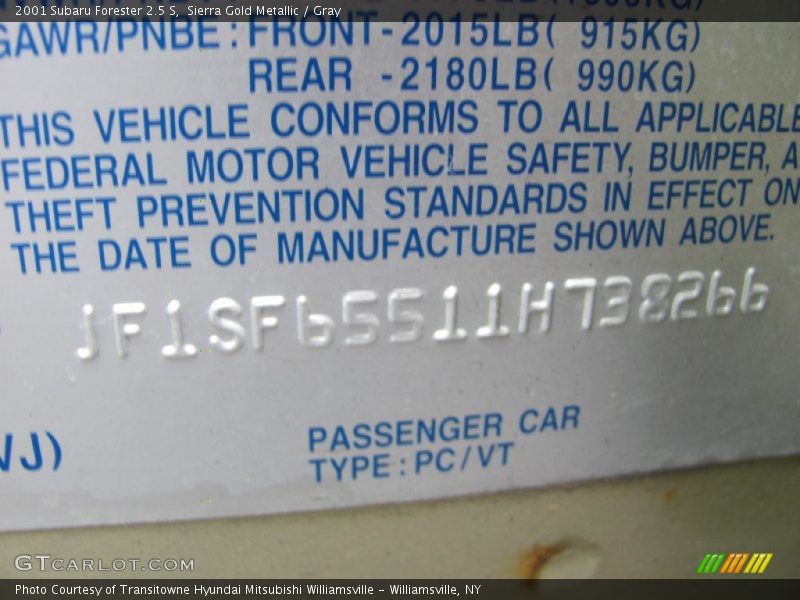 2001 Subaru Forester 2.5 S, Sierra Gold Metallic / Gray
GAWR/PNBE:FRONT-2015LB( 915KG)
REAR -2180LB( 990KG)
THIS VEHICLE CONFORMS TO ALL APPLICABLE
FEDERAL MOTOR VEHICLE SAFETY, BUMPER, A
THEFT PREVENTION STANDARDS IN EFFECT ON
THE DATE OF MANUFACTURE SHOWN ABOVE.
JF1SF65511H738266
VJ)
PASSENGER CAR
TYPE:PC/VT
GTCARLOT.COM
Photo Courtesy of Transitowne Hyundai Mitsubishi Williamsville - Williamsville, NY